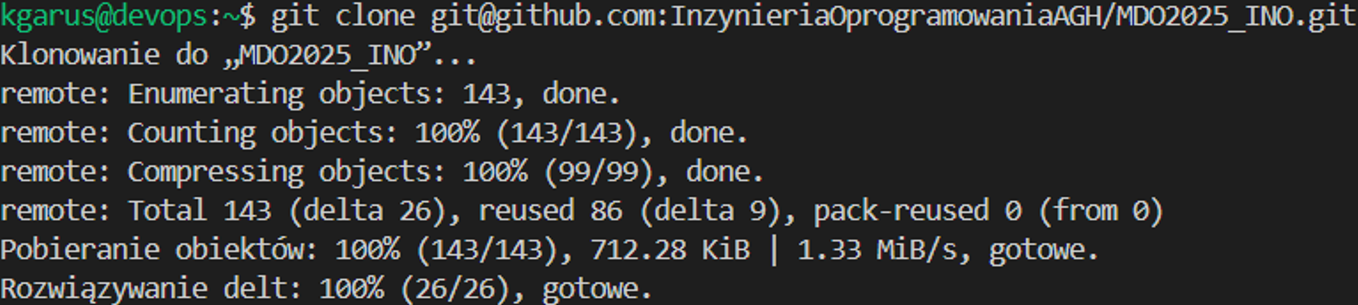 kgarus@devops:~$ git clone git@github.com:InzynieriaOprogramowaniaAGH/MDO2025_INO.git
Klonowanie do „MDO2025_INO”...
remote: Enumerating objects: 143, done.
remote: Counting objects: 100% (143/143), done.
remote: Compressing objects: 100% (99/99), done.
remote: Total 143 (delta 26), reused 86 (delta 9), pack-reused 0 (from 0)
Pobieranie obiektów: 100% (143/143), 712.28 KiB | 1.33 MiB/s, gotowe.
Rozwiązywanie delt: 100% (26/26), gotowe.